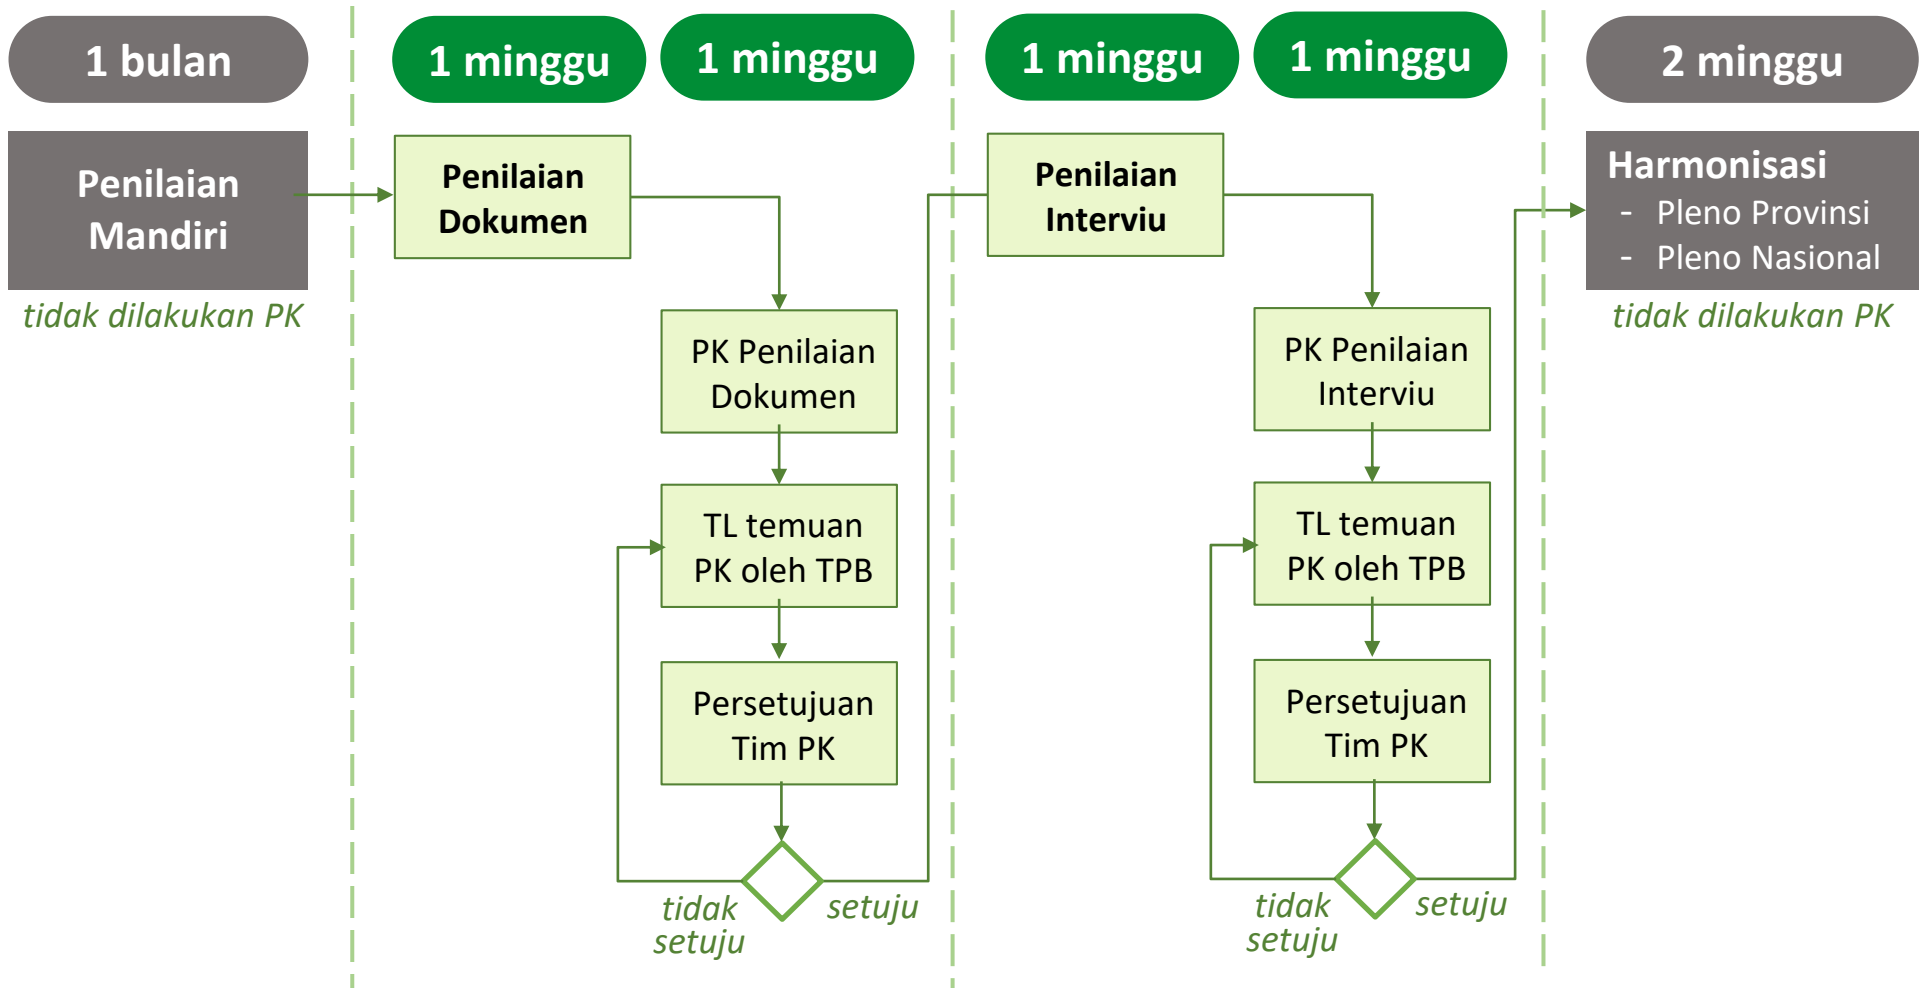 1 bulan
Penilaian
Mandiri
tidak dilakukan PK
1 minggu
Penilaian
Dokumen
1 minggu
PK Penilaian
Dokumen
TL temuan
PK oleh TPB
Persetujuan
Tim PK
tidak
setuju
setuju
1 minggu
Penilaian
Interviu
1 minggu
PK Penilaian
Interviu
TL temuan
PK oleh TPB
Persetujuan
Tim PK
tidak
setuju
setuju
2 minggu
Harmonisasi
- Pleno Provinsi
- Pleno Nasional
tidak dilakukan PK